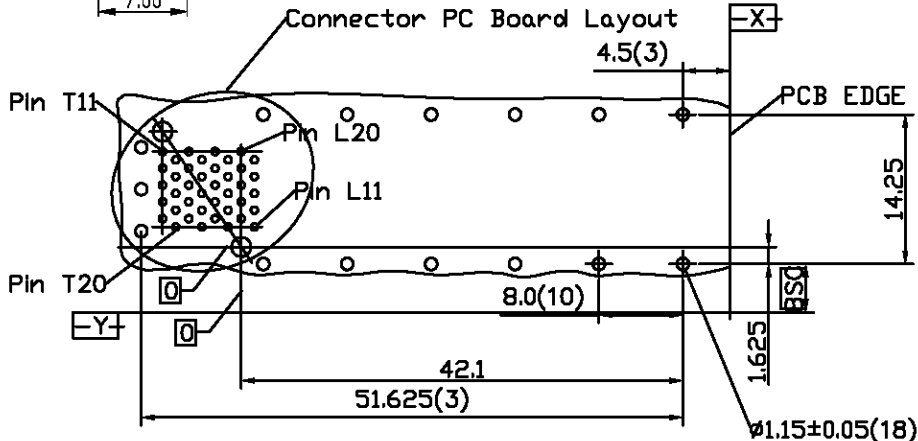 7.00
Connector PC Board Layout
-X-
4.5(3)
Pin T11
PCB EDGE
Pin L20
14.25
Pin L11
Pin T20
0
8.0(10)
BSC
-Y-
0
1.625
42.1
51.625(3)
ø1.15±0.05(18)